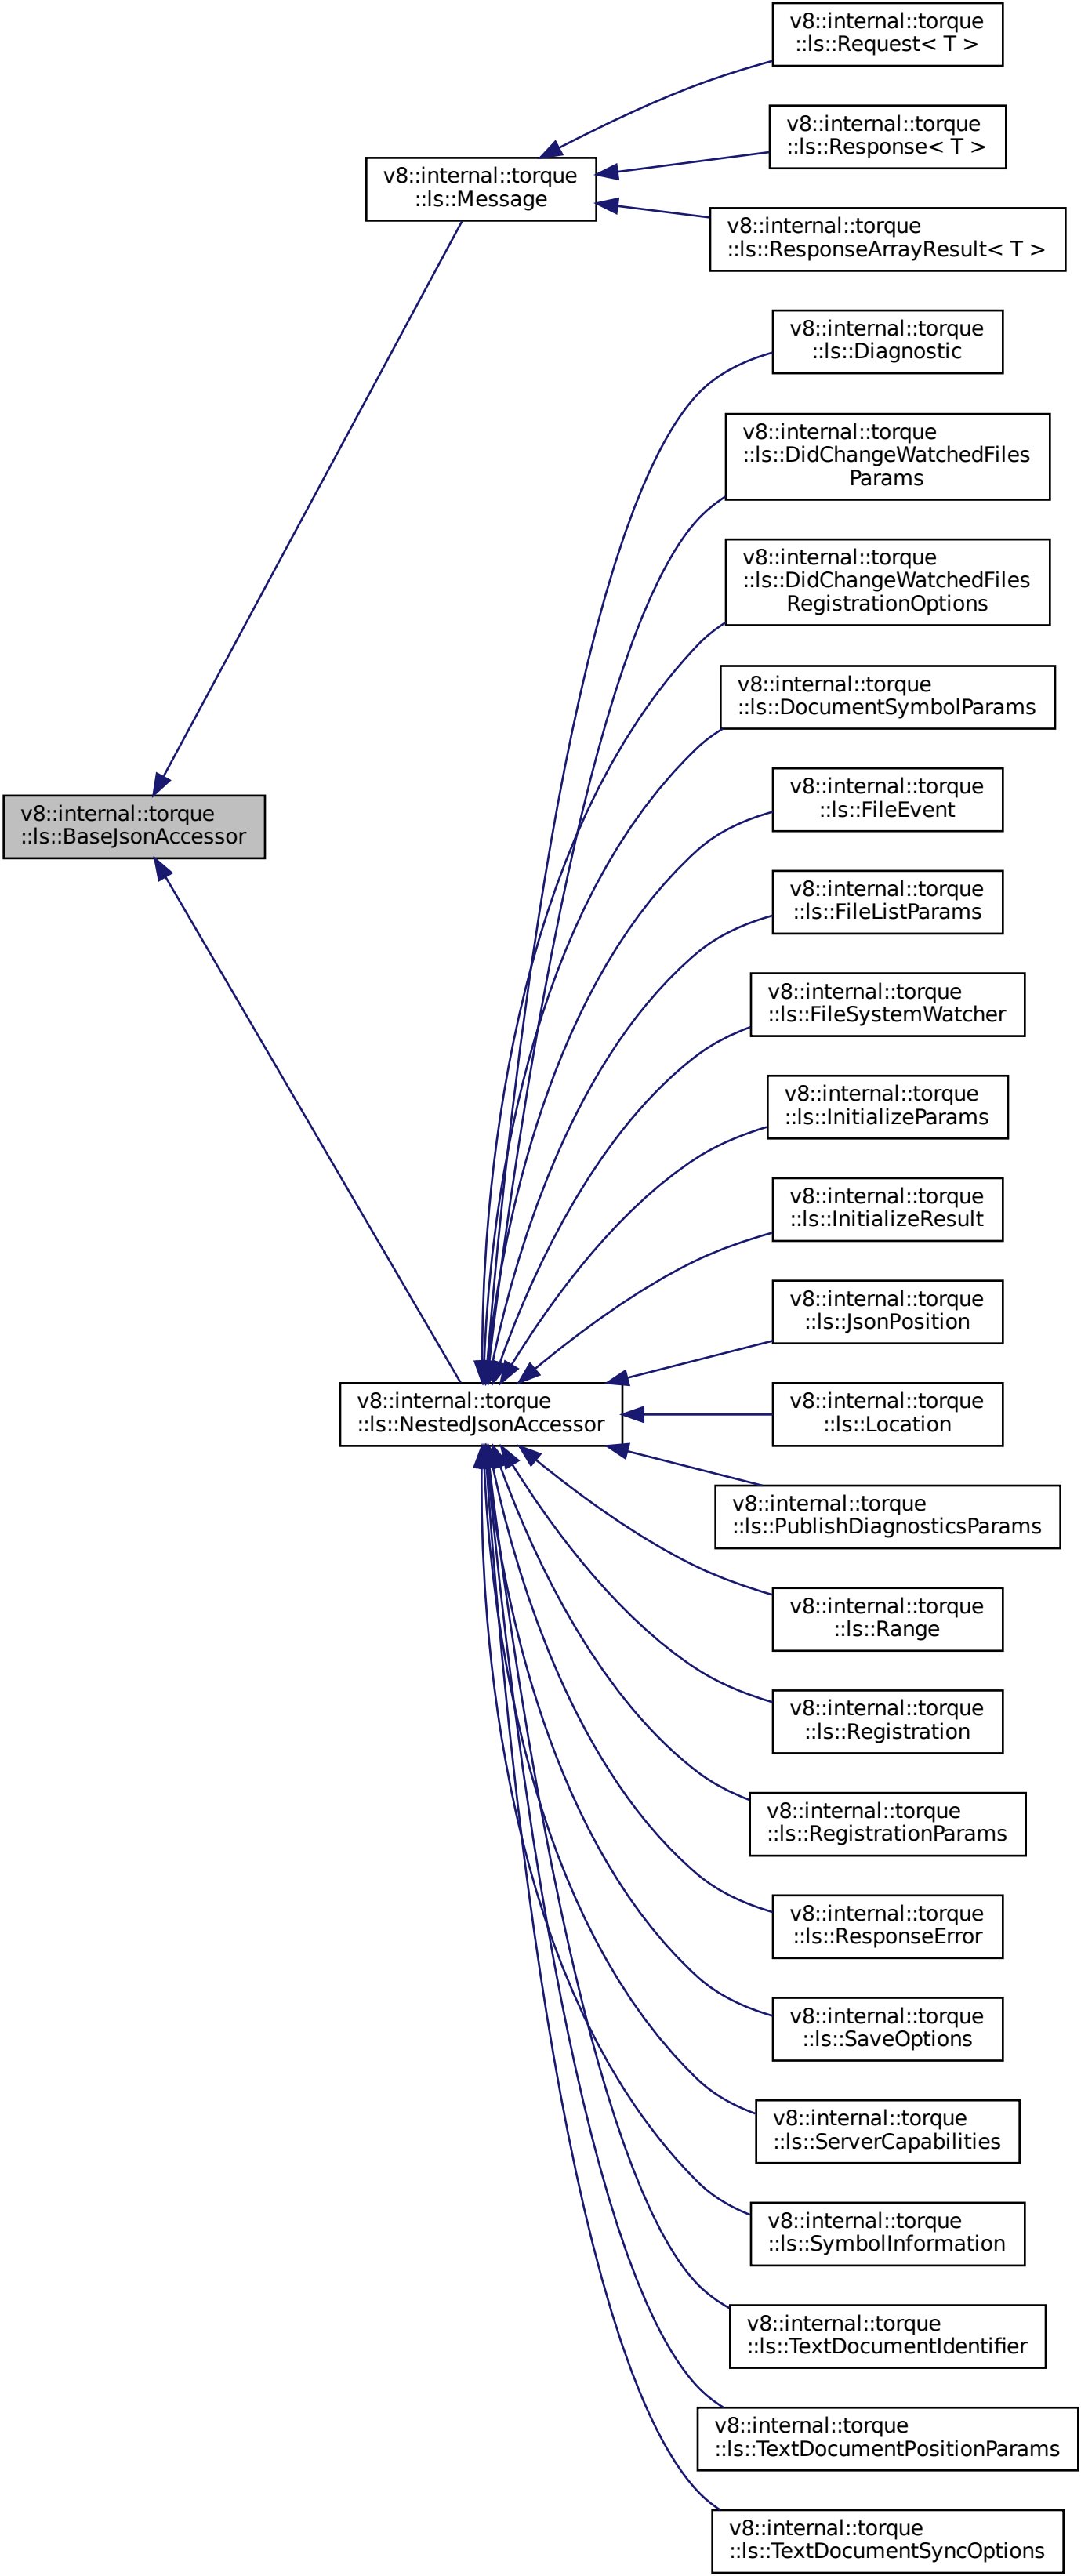 v8::internal::torque
::ls::Request< T >
v8::internal::torque
::ls::Response< T >
v8::internal::torque
::ls::Message
v8::internal::torque
::ls::ResponseArrayResult< T >
v8::internal::torque
::ls::Diagnostic
v8::internal::torque
::ls::DidChangeWatchedFiles
Params
v8::internal::torque
::ls::DidChangeWatchedFiles
RegistrationOptions
v8::internal::torque
::ls::DocumentSymbolParams
v8::internal::torque
::ls::FileEvent
v8::internal::torque
::ls::BaseJsonAccessor
v8::internal::torque
::ls::FileListParams
v8::internal::torque
::ls::FileSystemWatcher
v8::internal::torque
::ls::InitializeParams
v8::internal::torque
::ls::InitializeResult
v8::internal::torque
::ls::JsonPosition
v8::internal::torque
::ls::NestedJsonAccessor
v8::internal::torque
::ls::Location
v8::internal::torque
::ls::PublishDiagnosticsParams
v8::internal::torque
::ls::Range
v8::internal::torque
::ls::Registration
v8::internal::torque
::ls::RegistrationParams
v8::internal::torque
::ls::ResponseError
v8::internal::torque
::ls::SaveOptions
v8::internal::torque
::ls::ServerCapabilities
v8::internal::torque
::ls::SymbolInformation
v8::internal::torque
::ls::TextDocumentIdentifier
v8::internal::torque
::ls::TextDocumentPositionParams
v8::internal::torque
::ls::TextDocumentSyncOptions